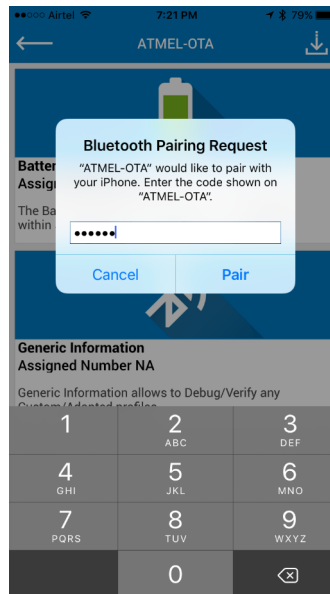 Airtel 7:21 PM 79%
ATMEL-OTA
Bluetooth Pairing Request
"ATMEL-OTA" would like to pair with
your iPhone. Enter the code shown on
"ATMEL-OTA".
••••••
Cancel Pair
Batter
Assig
The Ba
within
Generic Information
Assigned Number NA
Generic Information allows to Debug/Verify any
Custom/Adopted profiles
1 2 3
ABC DEF
4 5 6
GHI JKL MNO
7 8 9
PQRS TUV WXYZ
0